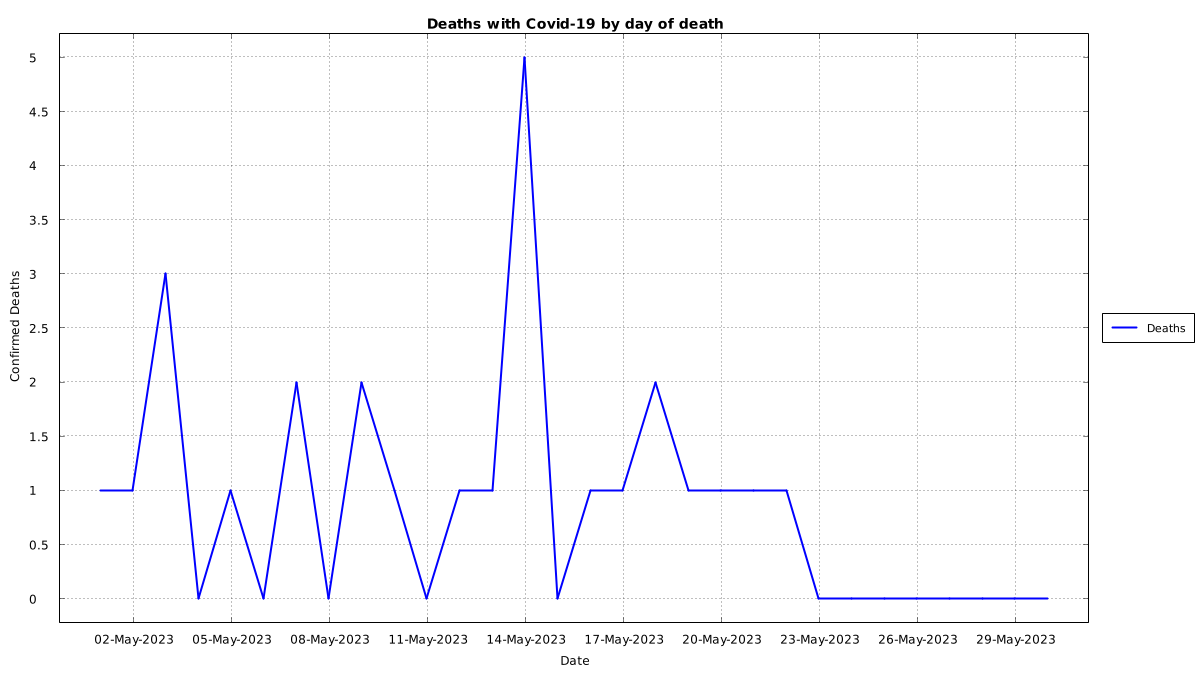 Deaths with Covid-19 by day of death
5
4.5
4
3.5
3
2.5
2
1.5
1
0.5
0
Confirmed Deaths
Deaths
02-May-2023 05-May-2023 08-May-2023 11-May-2023 14-May-2023 17-May-2023 20-May-2023 23-May-2023 26-May-2023 29-May-2023
Date